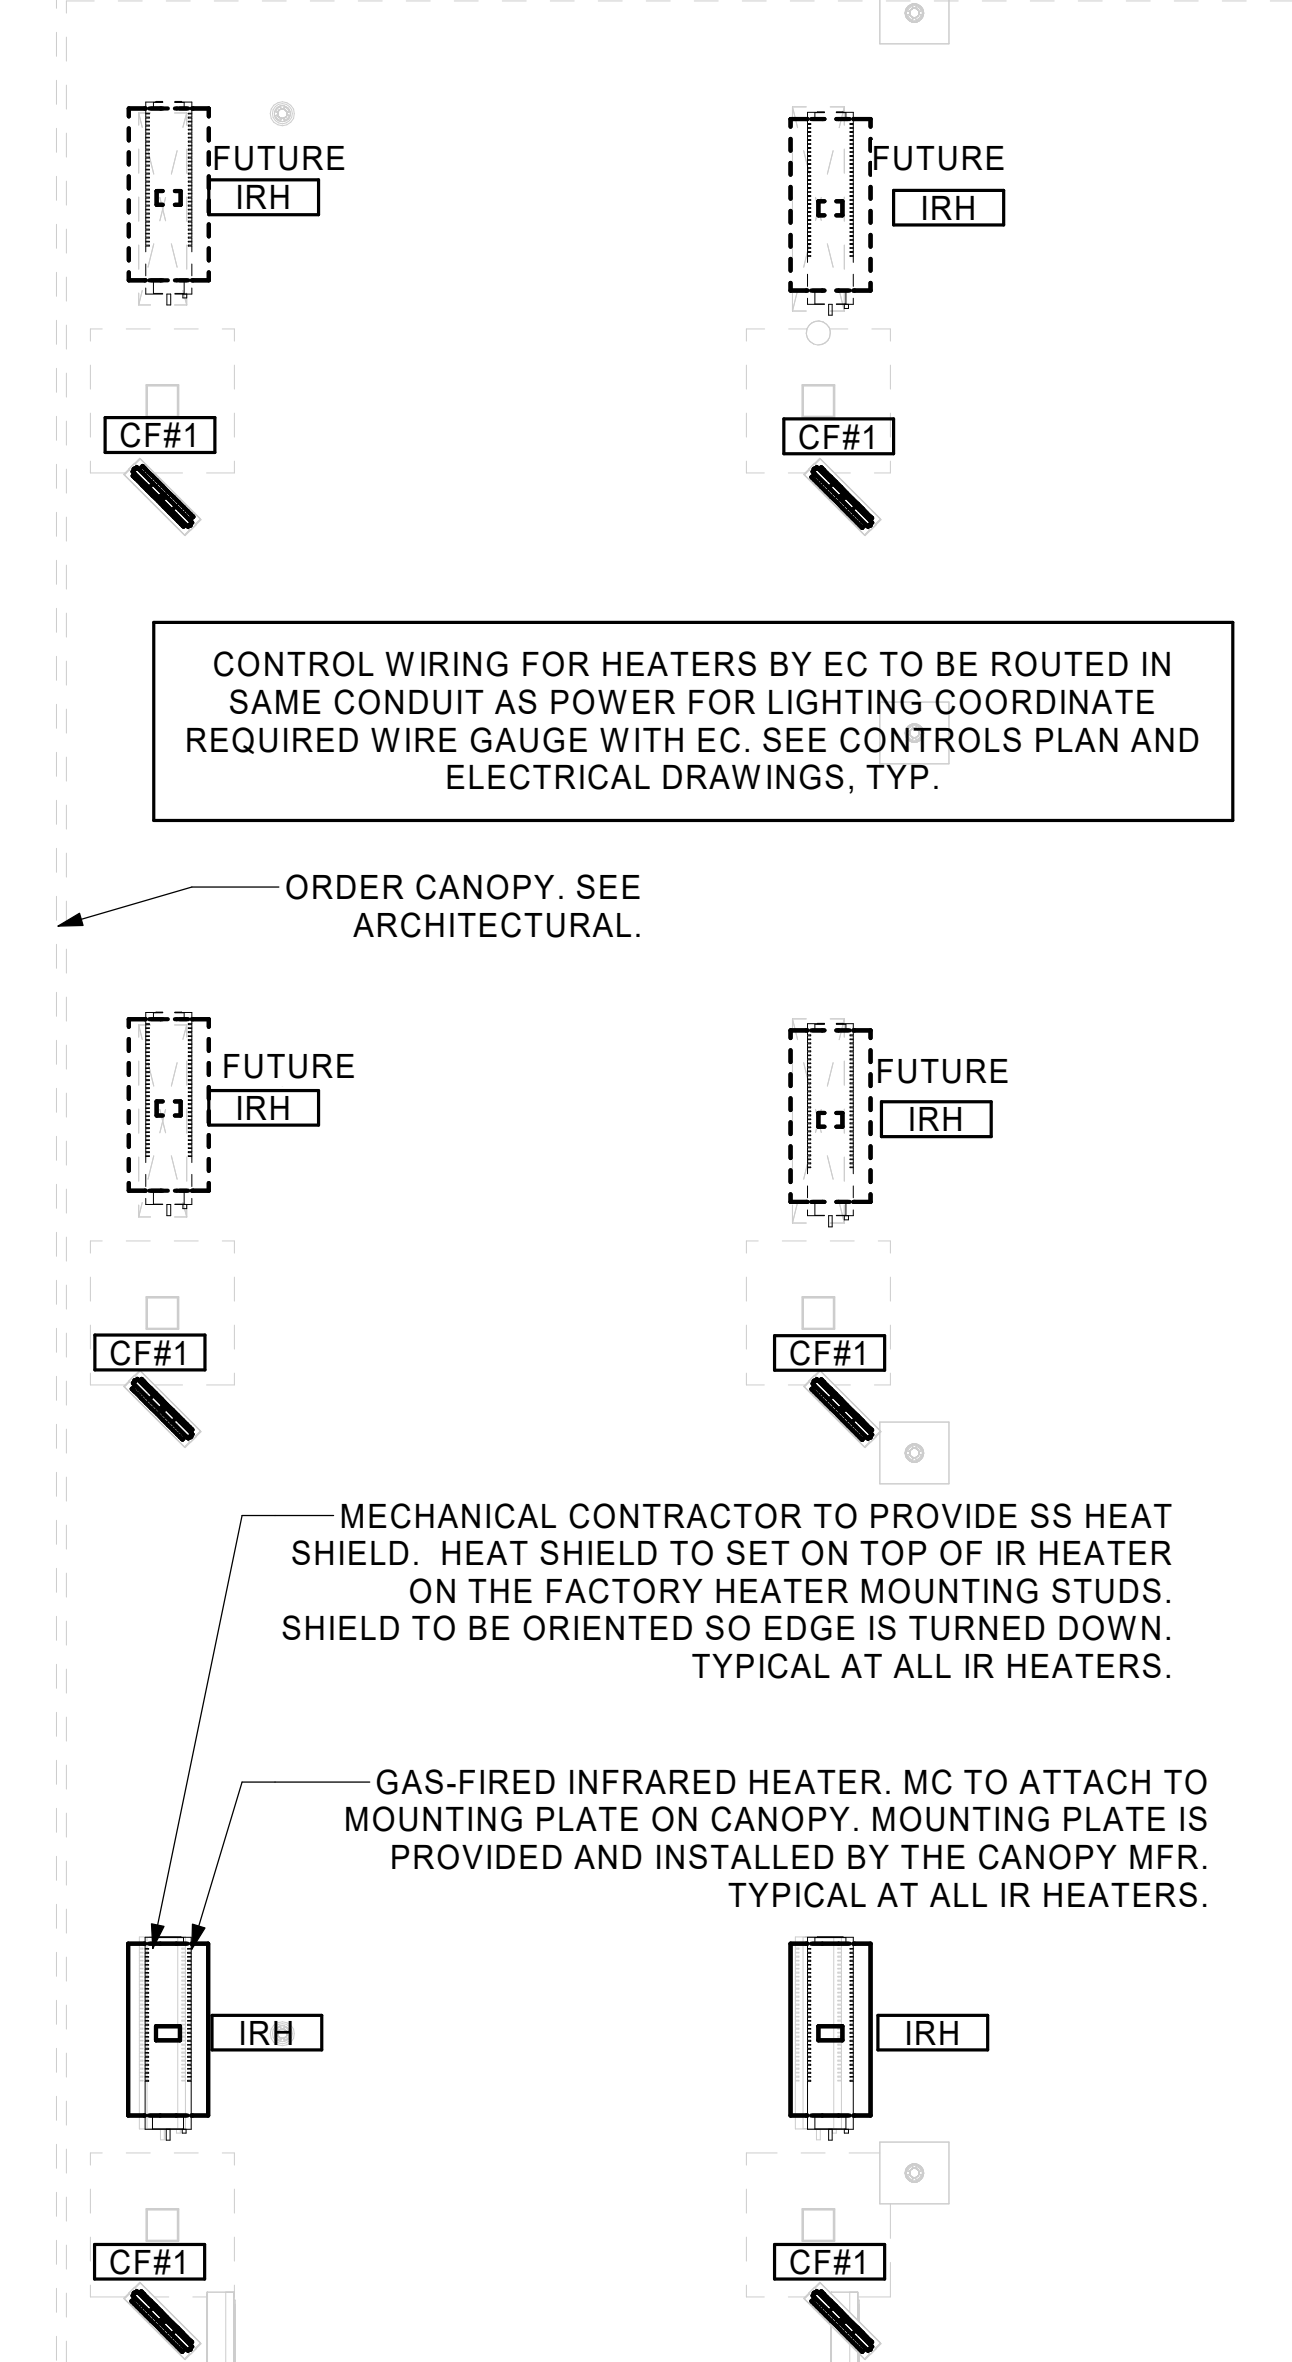 FUTURE
IRH
FUTURE
IRH
CF#1
CF#1
CONTROL WIRING FOR HEATERS BY EC TO BE ROUTED IN
SAME CONDUIT AS POWER FOR LIGHTING COORDINATE
REQUIRED WIRE GAUGE WITH EC. SEE CONTROLS PLAN AND
ELECTRICAL DRAWINGS, TYP.
ORDER CANOPY. SEE
ARCHITECTURAL.
FUTURE
IRH
FUTURE
IRH
CF#1
CF#1
MECHANICAL CONTRACTOR TO PROVIDE SS HEAT
SHIELD. HEAT SHIELD TO SET ON TOP OF IR HEATER
ON THE FACTORY HEATER MOUNTING STUDS.
SHIELD TO BE ORIENTED SO EDGE IS TURNED DOWN.
TYPICAL AT ALL IR HEATERS.
GAS-FIRED INFRARED HEATER. MC TO ATTACH TO
MOUNTING PLATE ON CANOPY. MOUNTING PLATE IS
PROVIDED AND INSTALLED BY THE CANOPY MFR.
TYPICAL AT ALL IR HEATERS.
IRH
IRH
CF#1
CF#1